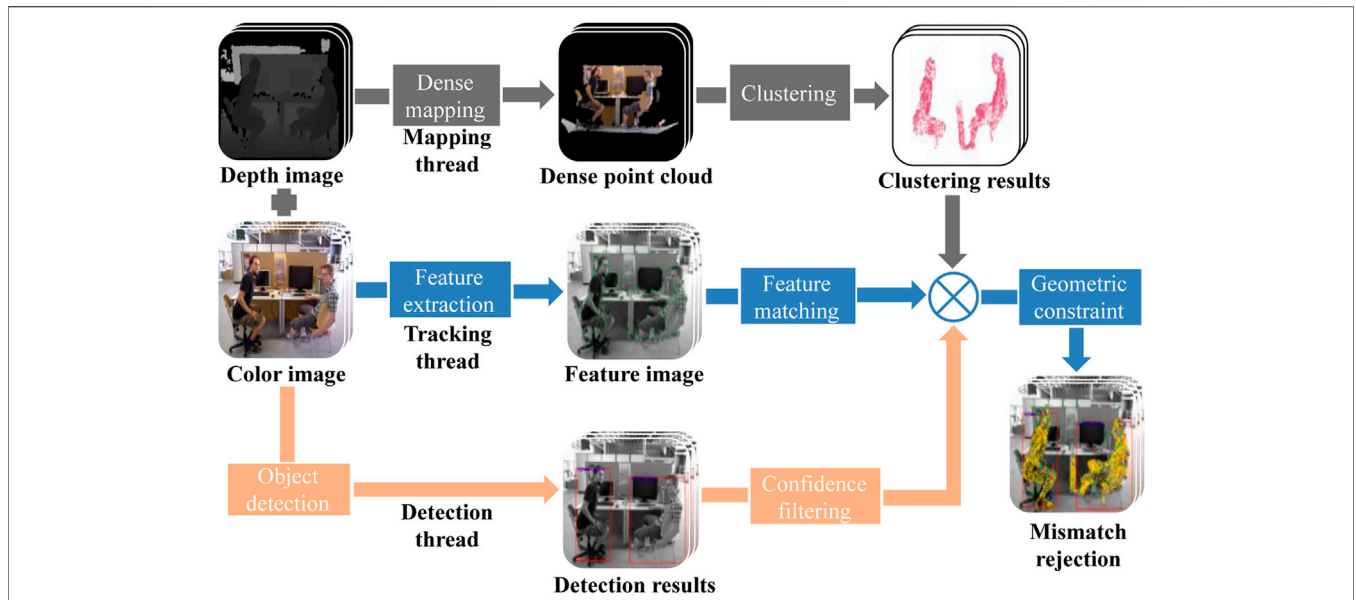 Dense
mapping
Mapping
thread
Clustering
Depth image
Dense point cloud
Clustering results
Feature
extraction
Tracking
thread
Feature
matching
Geometric
constraint
Color image
Feature image
Object
detection
Detection
thread
Confidence
filtering
Detection results
Mismatch
rejection